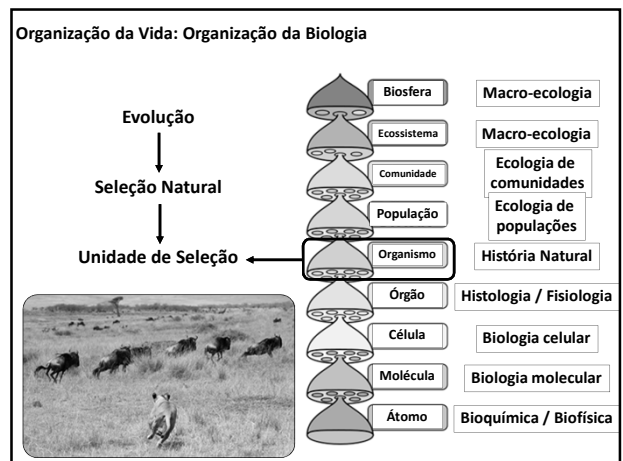 Organização da Vida: Organização da Biologia
Evolução
Seleção Natural
Unidade de Seleção
Biosfera
Macro-ecologia
Ecossistema
Macro-ecologia
Comunidade
Ecologia de
comunidades
População
Ecologia de
populações
Organismo
História Natural
Órgão
Histologia / Fisiologia
Célula
Biologia celular
Molécula
Biologia molecular
Átomo
Bioquímica / Biofísica